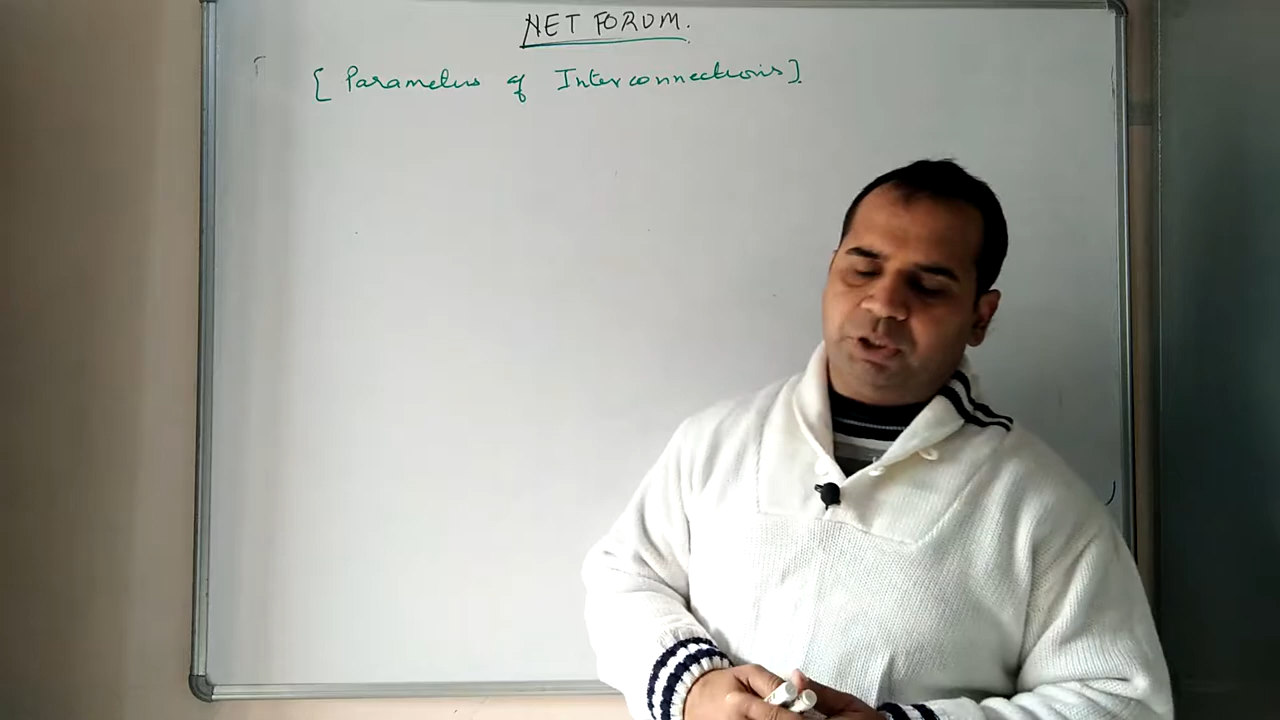 NET FORUM.
[ Parameters of Interconnections ].